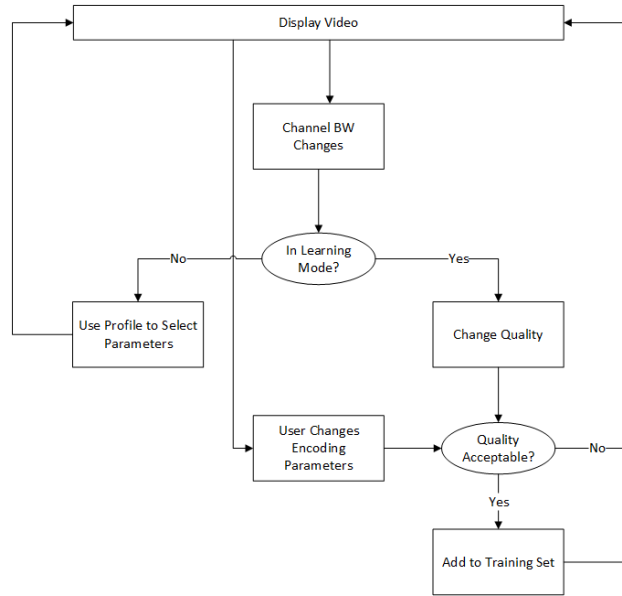 Display Video
Channel BW
Changes
In Learning
Mode?
No
Yes
Use Profile to Select
Parameters
Change Quality
User Changes
Encoding
Parameters
Quality
Acceptable?
No
Yes
Add to Training Set